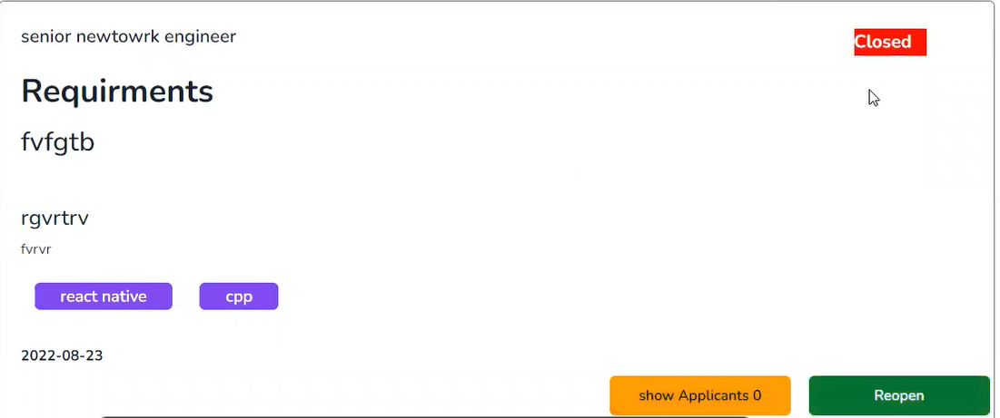 senior newtowrk engineer
Closed
Requirments
fvfgtb
rgvrtrv
fvrvr
react native cpp
2022-08-23
show Applicants 0 Reopen